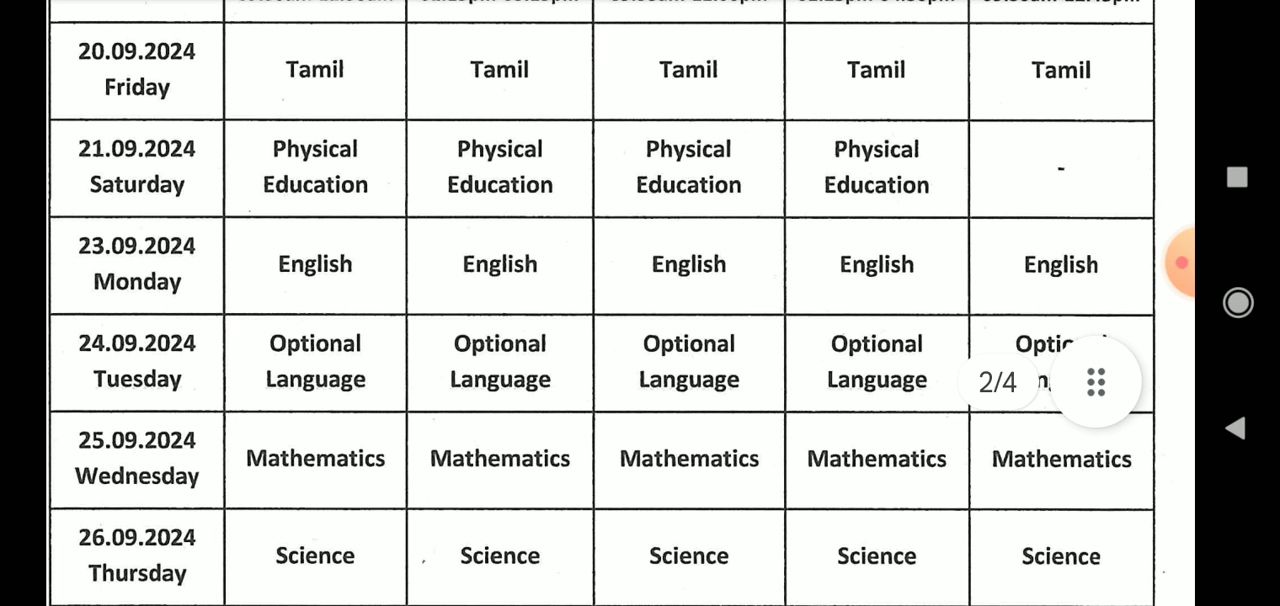 20.09.2024
Friday
Tamil
Tamil
Tamil
Tamil
Tamil
21.09.2024
Saturday
Physical
Education
Physical
Education
Physical
Education
Physical
Education
-
23.09.2024
Monday
English
English
English
English
English
24.09.2024
Tuesday
Optional
Language
Optional
Language
Optional
Language
Optional
Language
2/4
25.09.2024
Wednesday
Mathematics
Mathematics
Mathematics
Mathematics
Mathematics
26.09.2024
Thursday
Science
Science
Science
Science
Science